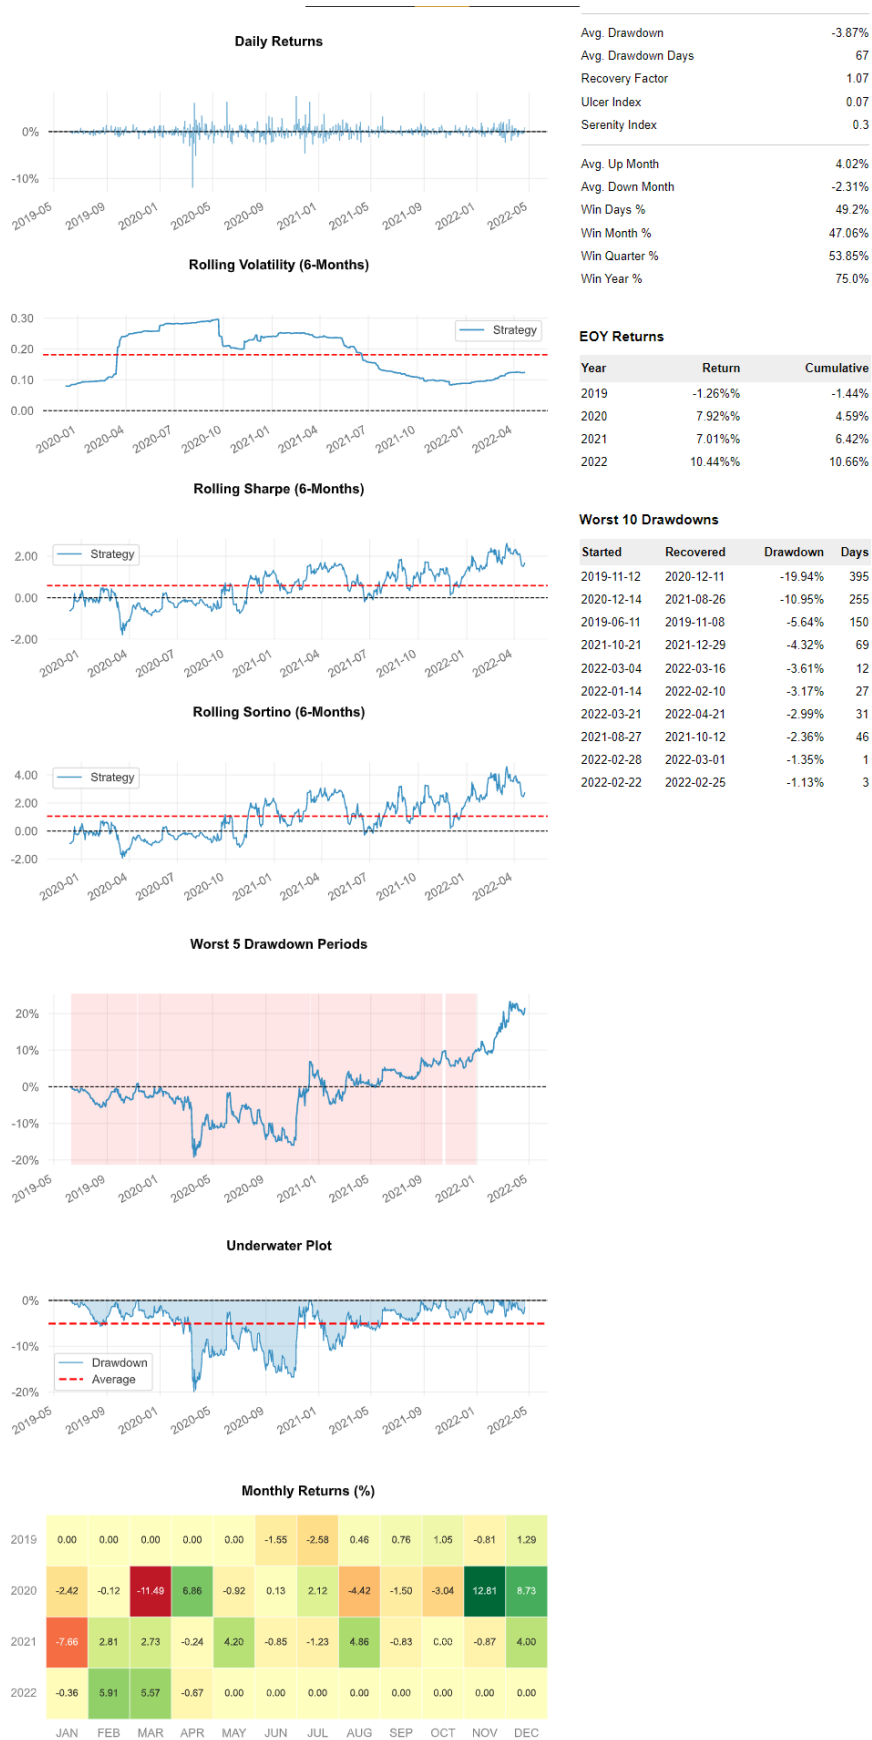 Daily Returns
0%
-10%
2019-05 2019-09 2020-01 2020-05 2020-09 2021-01 2021-05 2021-09 2022-01 2022-05
Rolling Volatility (6-Months)
Strategy
0.30
0.20
0.10
0.00
2020-01 2020-04 2020-07 2020-10 2021-01 2021-04 2021-07 2021-10 2022-01 2022-04
Rolling Sharpe (6-Months)
Strategy
2.00
0.00
-2.00
2020-01 2020-04 2020-07 2020-10 2021-01 2021-04 2021-07 2021-10 2022-01 2022-04
Rolling Sortino (6-Months)
Strategy
4.00
2.00
0.00
-2.00
2020-01 2020-04 2020-07 2020-10 2021-01 2021-04 2021-07 2021-10 2022-01 2022-04
Worst 5 Drawdown Periods
20%
10%
0%
-10%
-20%
2019-05 2019-09 2020-01 2020-05 2020-09 2021-01 2021-05 2021-09 2022-01 2022-05
Underwater Plot
0%
-10%
-20%
Drawdown
Average
2019-05 2019-09 2020-01 2020-05 2020-09 2021-01 2021-05 2021-09 2022-01 2022-05
Monthly Returns (%)
2019 0.00 0.00 0.00 0.00 0.00 -1.55 -2.58 0.46 0.76 1.05 -0.81 1.29
2020 -2.42 -0.12 -11.49 6.86 -0.92 0.13 2.12 -4.42 -1.50 -3.04 12.81 8.73
2021 -7.66 2.81 2.73 -0.24 4.20 -0.85 -1.23 4.86 -0.83 0.00 -0.87 4.00
2022 -0.36 5.91 5.57 -0.67 0.00 0.00 0.00 0.00 0.00 0.00 0.00 0.00
JAN FEB MAR APR MAY JUN JUL AUG SEP OCT NOV DEC
Avg. Drawdown -3.87%
Avg. Drawdown Days 67
Recovery Factor 1.07
Ulcer Index 0.07
Serenity Index 0.3
Avg. Up Month 4.02%
Avg. Down Month -2.31%
Win Days % 49.2%
Win Month % 47.06%
Win Quarter % 53.85%
Win Year % 75.0%
EOY Returns
Year Return Cumulative
2019 -1.26%% -1.44%
2020 7.92%% 4.59%
2021 7.01%% 6.42%
2022 10.44%% 10.66%
Worst 10 Drawdowns
Started Recovered Drawdown Days
2019-11-12 2020-12-11 -19.94% 395
2020-12-14 2021-08-26 -10.95% 255
2019-06-11 2019-11-08 -5.64% 150
2021-10-21 2021-12-29 -4.32% 69
2022-03-04 2022-03-16 -3.61% 12
2022-01-14 2022-02-10 -3.17% 27
2022-03-21 2022-04-21 -2.99% 31
2021-08-27 2021-10-12 -2.36% 46
2022-02-28 2022-03-01 -1.35% 1
2022-02-22 2022-02-25 -1.13% 3